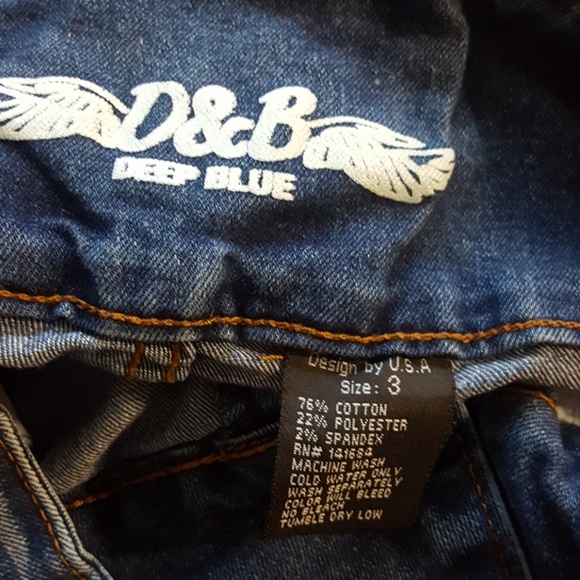 D&B
DEEP BLUE
Design by U.S.A
Size: 3
76% COTTON
22% POLYESTER
2% SPANDEX
RN# 141684
MACHINE WASH
COLD WATER ONLY
WASH SEPARATELY
COLOR WILL BLEED
NO BLEACH
TUMBLE DRY LOW